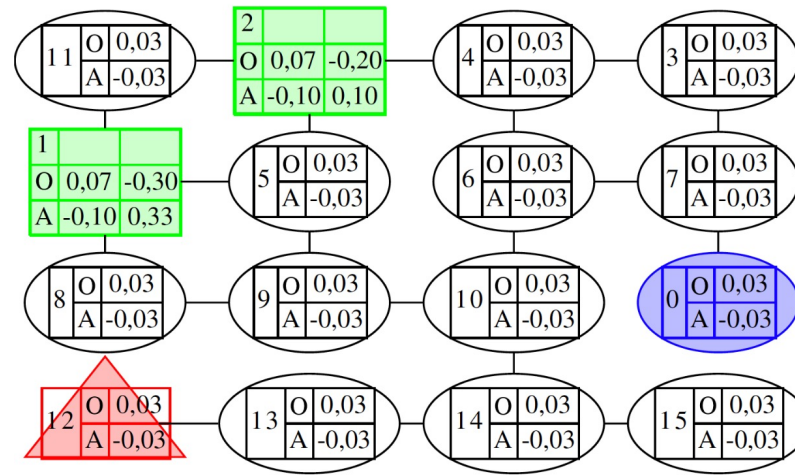 11 O 0,03
A -0,03
2
O 0,07 -0,20
A -0,10 0,10
4 O 0,03
A -0,03
3 O 0,03
A -0,03
1
O 0,07 -0,30
A -0,10 0,33
5 O 0,03
A -0,03
6 O 0,03
A -0,03
7 O 0,03
A -0,03
8 O 0,03
A -0,03
9 O 0,03
A -0,03
10 O 0,03
A -0,03
0 O 0,03
A -0,03
12 O 0,03
A -0,03
13 O 0,03
A -0,03
14 O 0,03
A -0,03
15 O 0,03
A -0,03